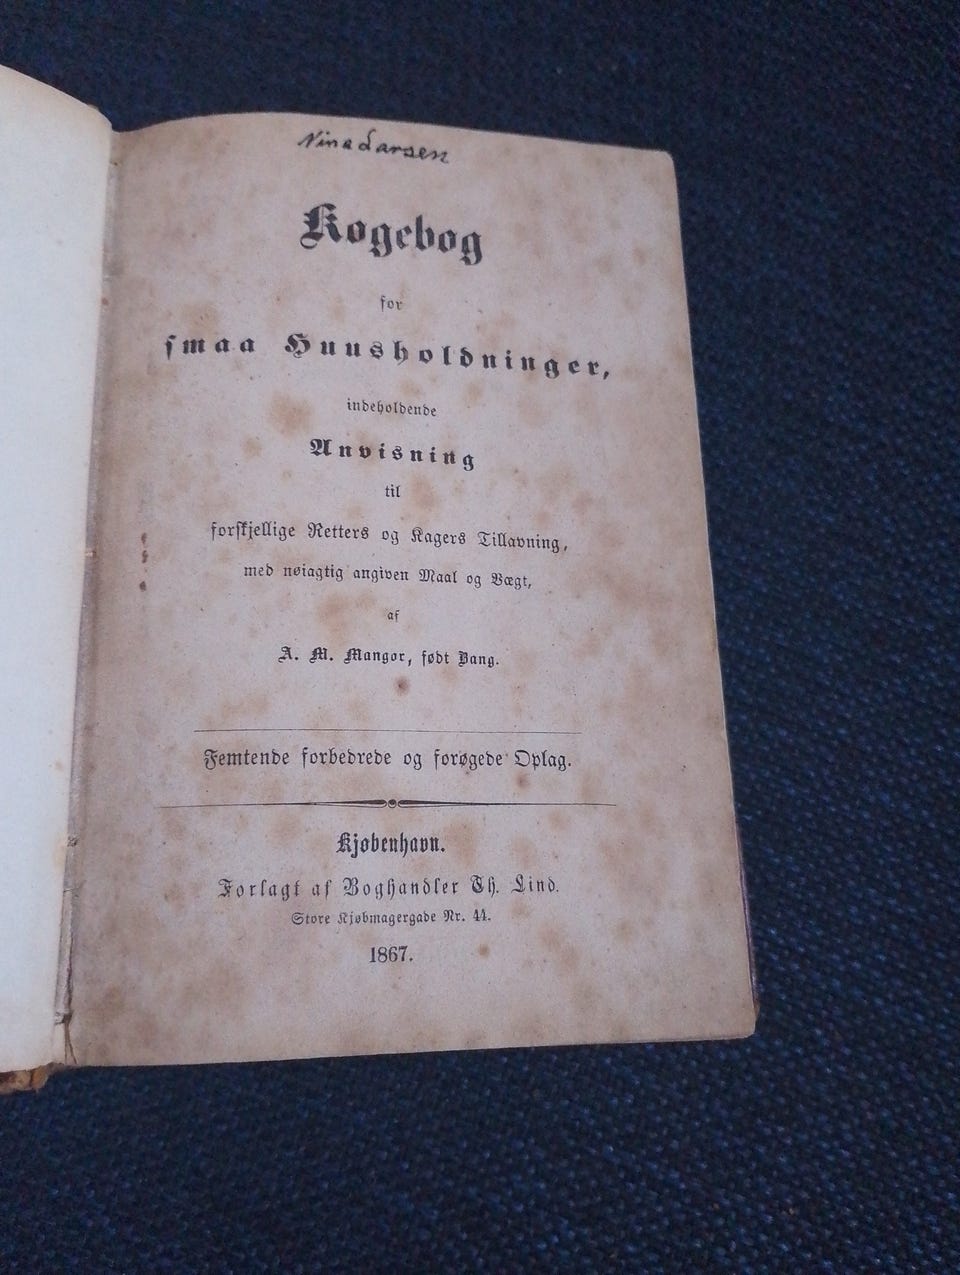 Nina Larsen
Kogebog
for
smaa Huusholdninger,
indeholdende
Anvisning
til
forskjellige Retters og Kagers Tillavning,
med nøiagtig angiven Maal og Vægt,
af
A. M. Mangor, født Bang.
Femtende forbedrede og forøgede Oplag.
Kjøbenhavn.
Forlagt af Boghandler Th. Lind.
Store Kjøbmagergade Nr. 44.
1867.